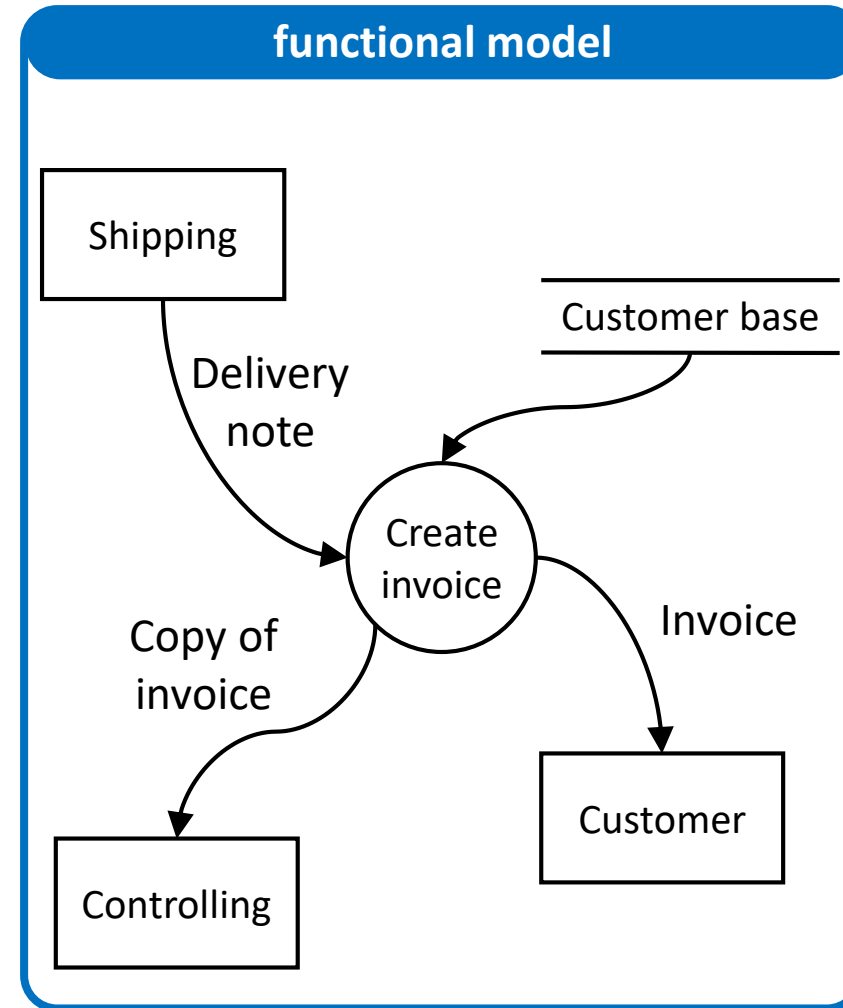 functional model
Shipping
Customer base
Delivery
note
Create
invoice
Copy of
invoice
Invoice
Customer
Controlling